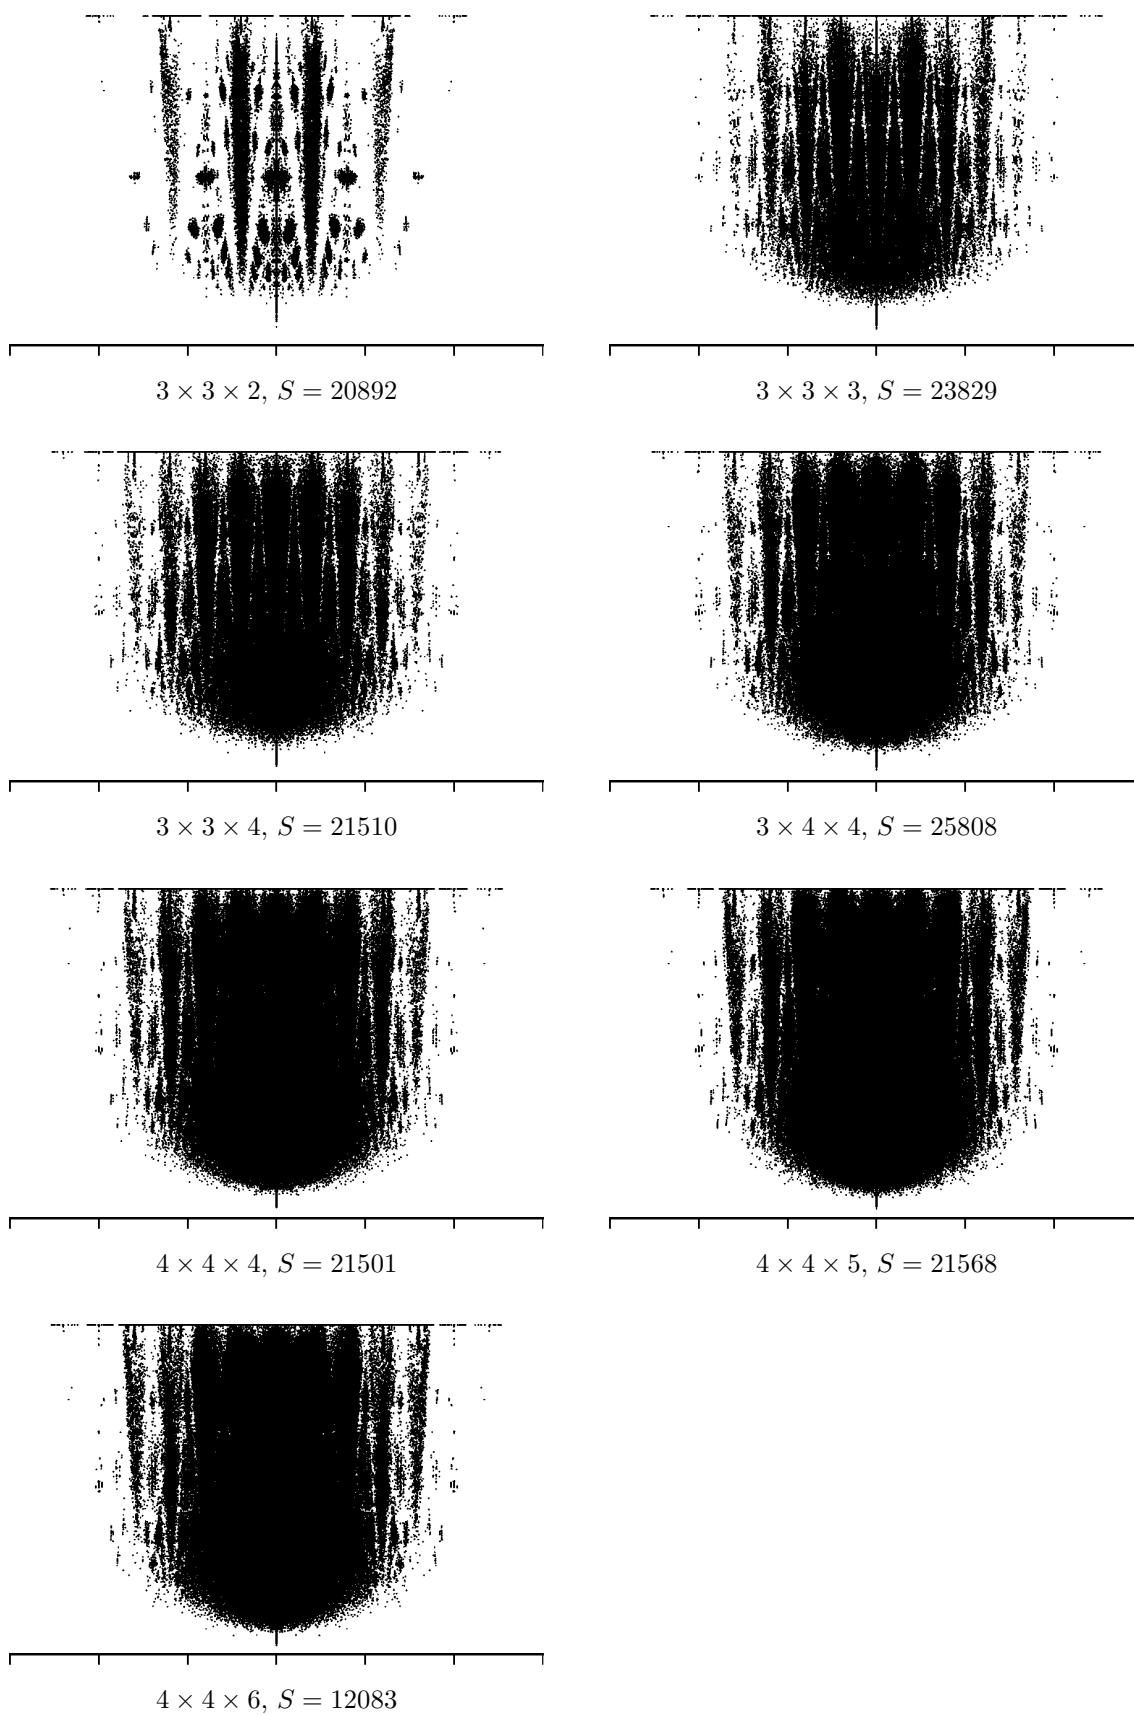 3 × 3 × 2, S = 20892
3 × 3 × 3, S = 23829
3 × 3 × 4, S = 21510
3 × 4 × 4, S = 25808
4 × 4 × 4, S = 21501
4 × 4 × 5, S = 21568
4 × 4 × 6, S = 12083